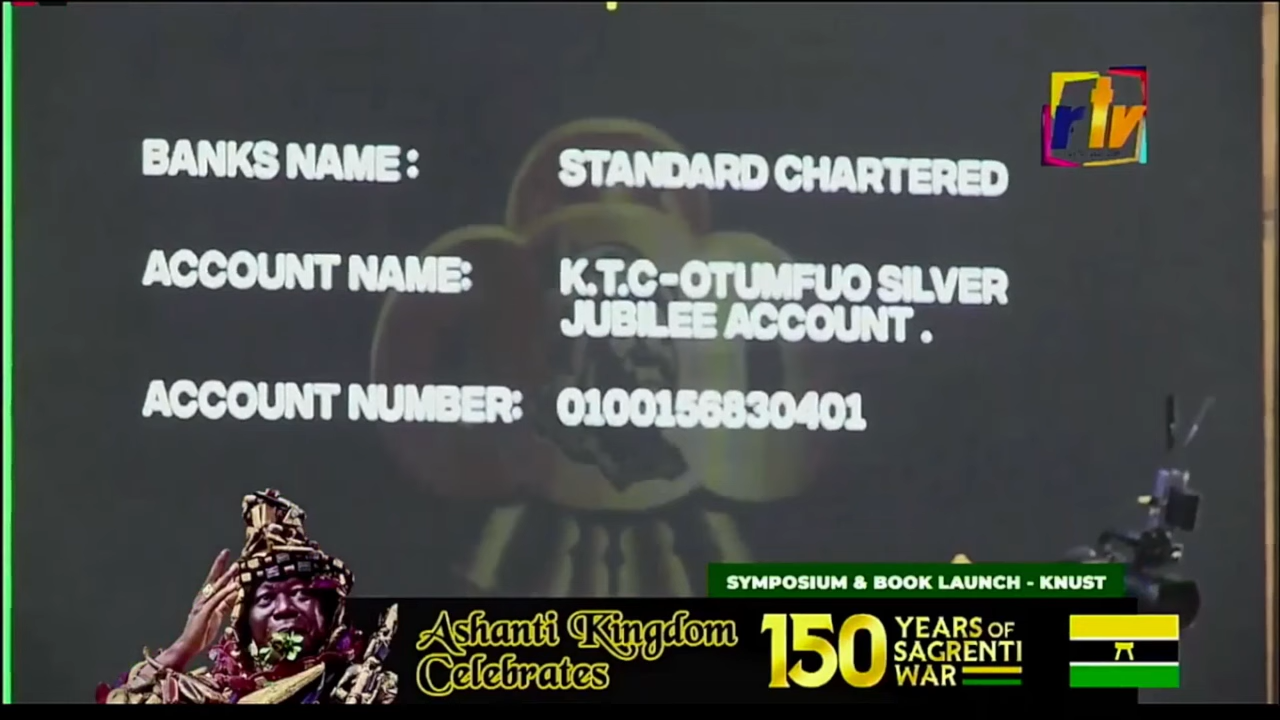 rtv
BANKS NAME : STANDARD CHARTERED
ACCOUNT NAME: K.T.C-OTUMFUO SILVER
JUBILEE ACCOUNT .
ACCOUNT NUMBER: 0100156830401
SYMPOSIUM & BOOK LAUNCH - KNUST
Ashanti Kingdom
Celebrates
150 YEARS OF
SAGRENTI
WAR